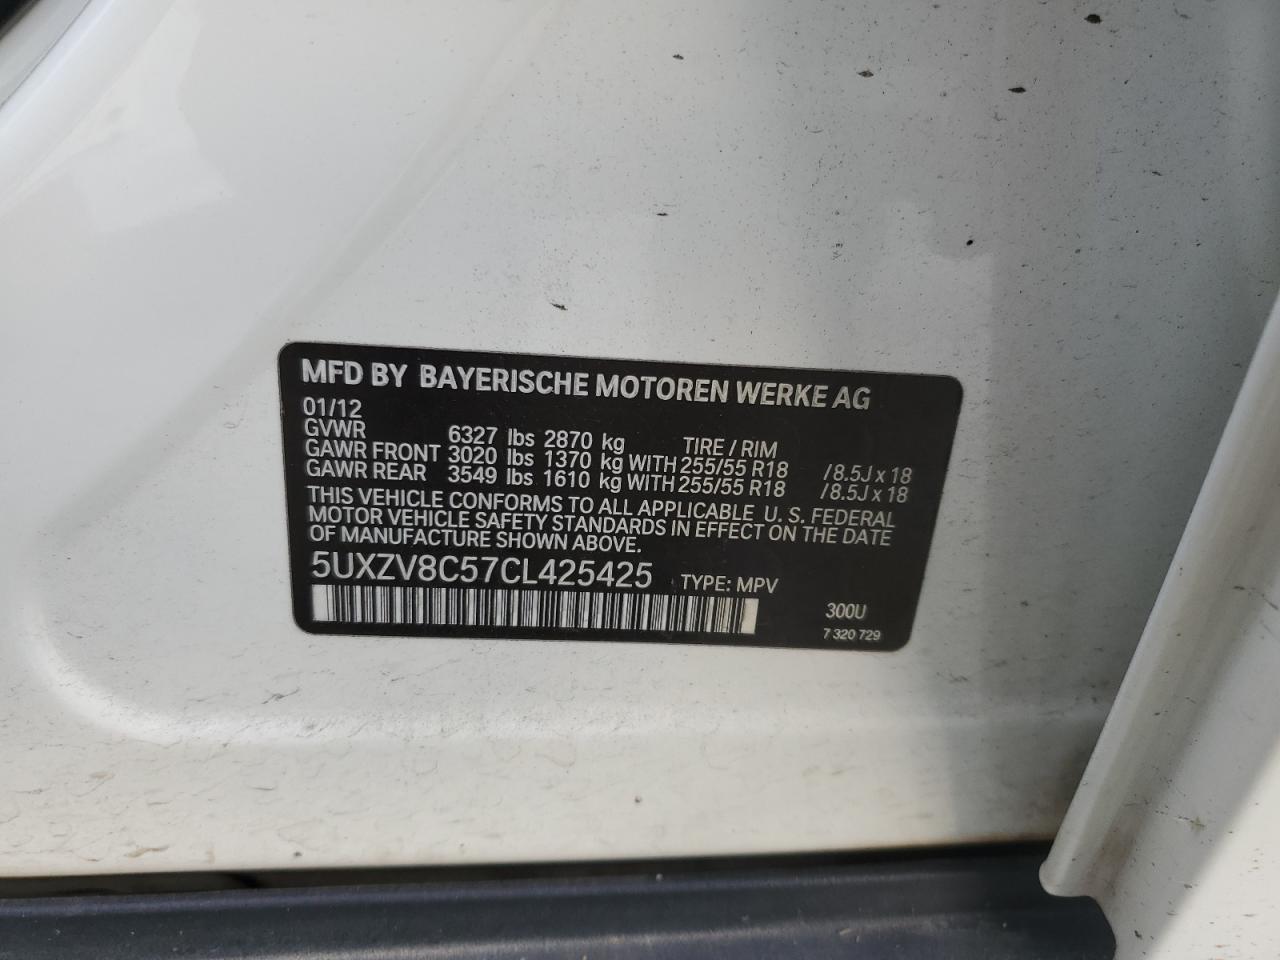 MFD BY BAYERISCHE MOTOREN WERKE AG
01/12
GVWR 6327 lbs 2870 kg TIRE / RIM
GAWR FRONT 3020 lbs 1370 kg WITH 255/55 R18 /8.5J x 18
GAWR REAR 3549 lbs 1610 kg WITH 255/55 R18 /8.5J x 18
THIS VEHICLE CONFORMS TO ALL APPLICABLE U. S. FEDERAL
MOTOR VEHICLE SAFETY STANDARDS IN EFFECT ON THE DATE
OF MANUFACTURE SHOWN ABOVE.
5UXZV8C57CL425425 TYPE: MPV
300U
7 320 729